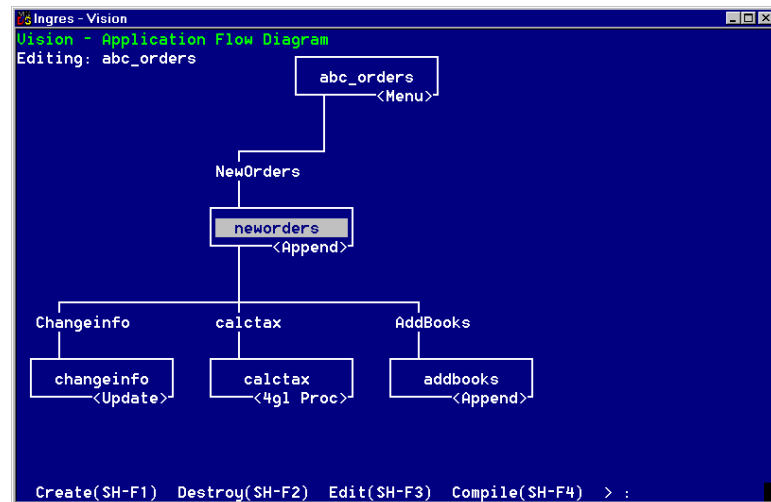 Ingres - Vision
Vision - Application Flow Diagram
Editing: abc_orders
abc_orders
<Menu>
NewOrders
neworders
<Append>
Changeinfo calctax AddBooks
changeinfo calctax addbooks
<Update> <4gl Proc> <Append>
Create(SH-F1) Destroy(SH-F2) Edit(SH-F3) Compile(SH-F4) > :